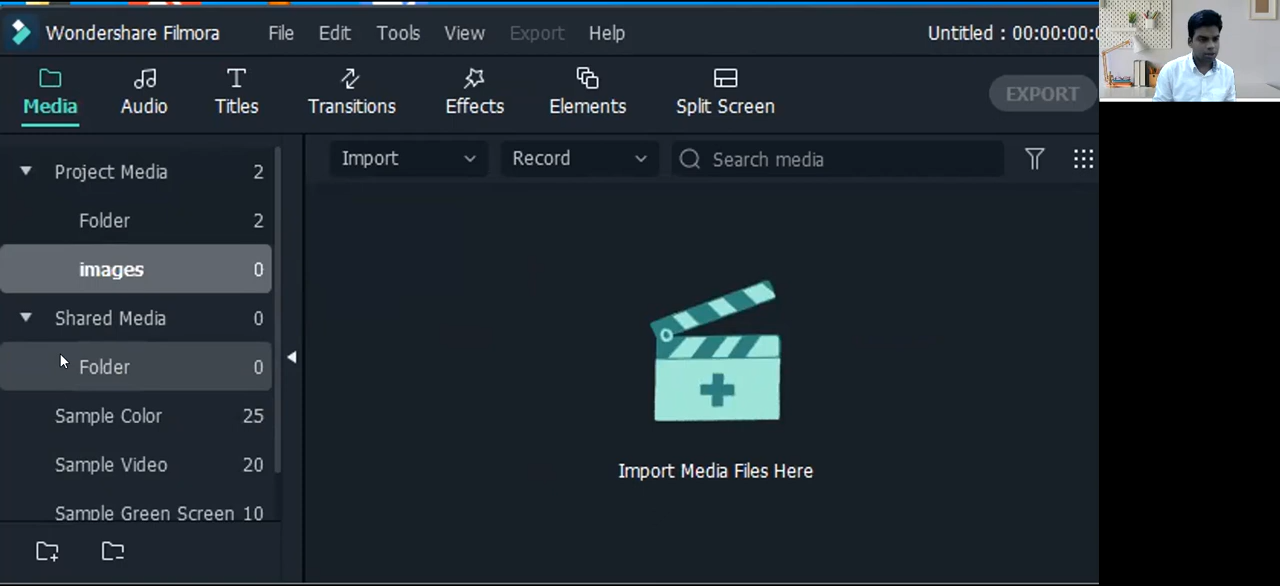 Wondershare Filmora File Edit Tools View Export Help Untitled : 00:00:00:0
Media Audio Titles Transitions Effects Elements Split Screen EXPORT
Import Record Search media
Project Media 2
Folder 2
images 0
Shared Media 0
Folder 0
Sample Color 25
Sample Video 20
Sample Green Screen 10
Import Media Files Here